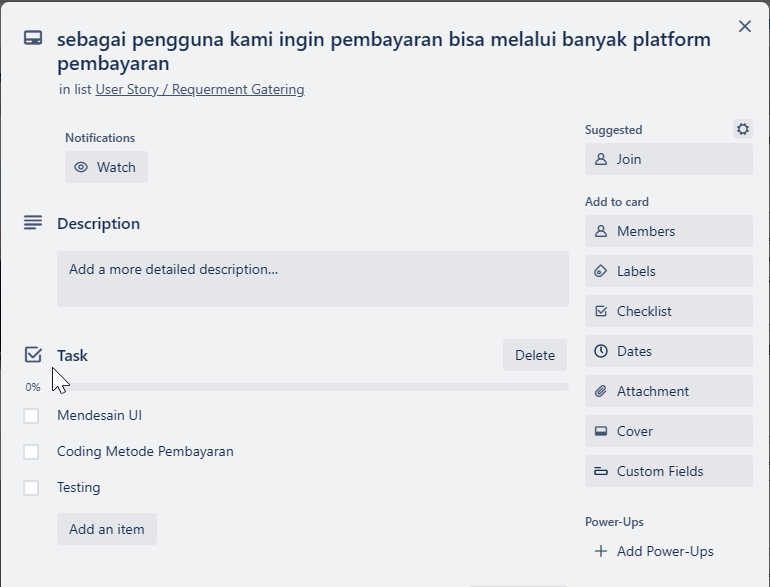 sebagai pengguna kami ingin pembayaran bisa melalui banyak platform
pembayaran
in list User Story / Requerment Gatering
Notifications
Watch
Description
Add a more detailed description...
Task
Delete
0%
Mendesain UI
Coding Metode Pembayaran
Testing
Add an item
Suggested
Join
Add to card
Members
Labels
Checklist
Dates
Attachment
Cover
Custom Fields
Power-Ups
Add Power-Ups